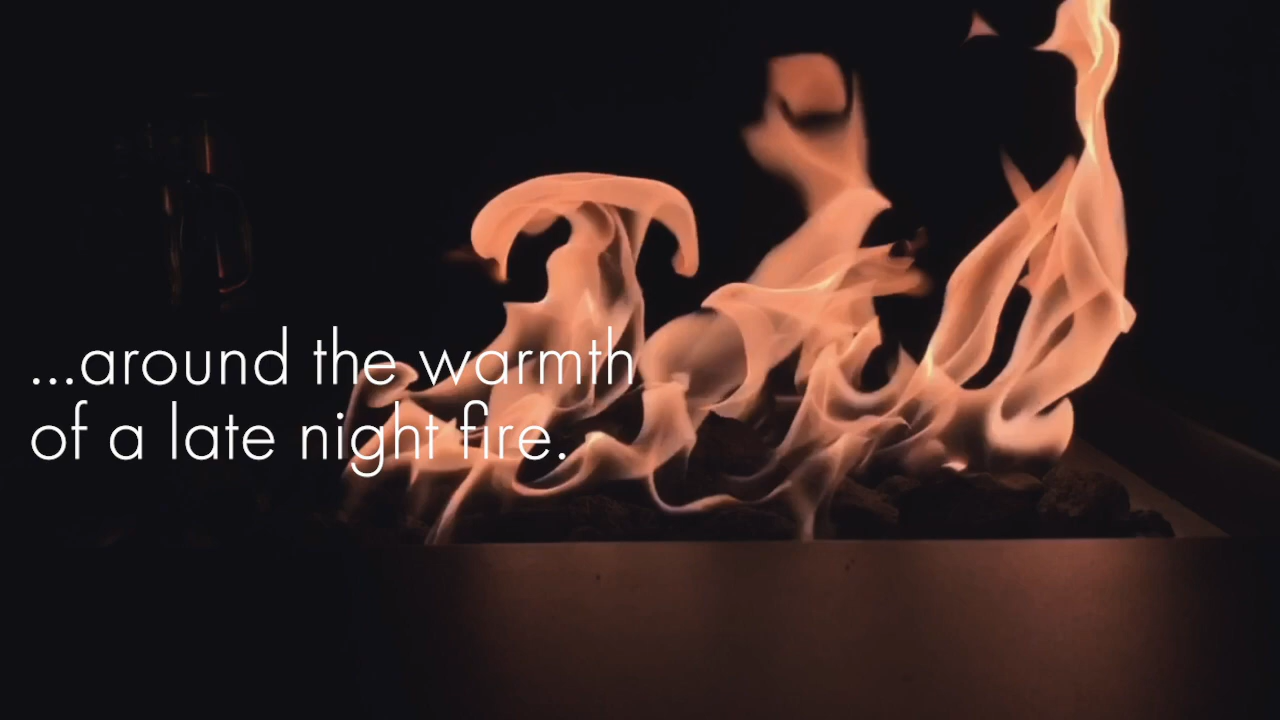 ...around the warmth
of a late night fire.